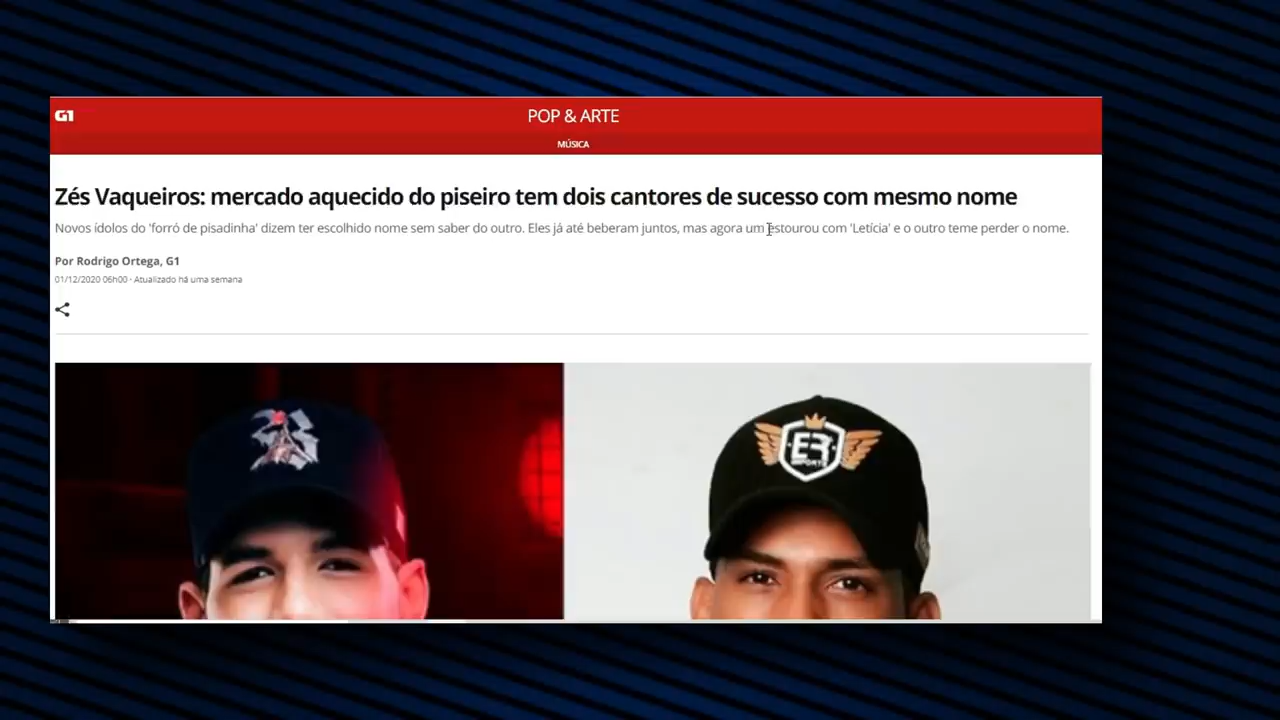 G1
POP & ARTE
MÚSICA
Zés Vaqueiros: mercado aquecido do piseiro tem dois cantores de sucesso com mesmo nome
Novos ídolos do 'forró de pisadinha' dizem ter escolhido nome sem saber do outro. Eles já até beberam juntos, mas agora um estourou com 'Letícia' e o outro teme perder o nome.
Por Rodrigo Ortega, G1
01/12/2020 06h00 · Atualizado há uma semana